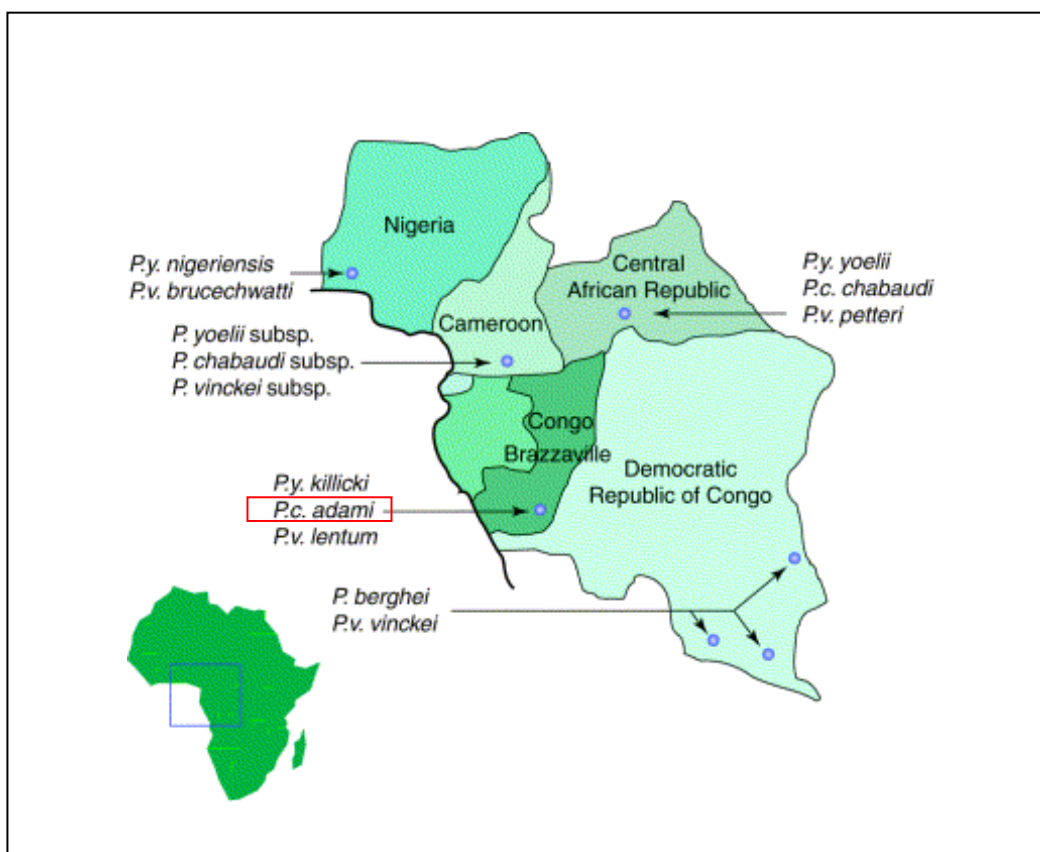 Nigeria
P.y. nigeriensis
P.v. brucechwatti
Central
African Republic
P.y. yoelii
P.c. chabaudi
P.v. petteri
Cameroon
P. yoelii subsp.
P. chabaudi subsp.
P. vinckei subsp.
Congo
Brazzaville
Democratic
Republic of Congo
P.y. killicki
P.c. adami
P.v. lentum
P. berghei
P.v. vinckei